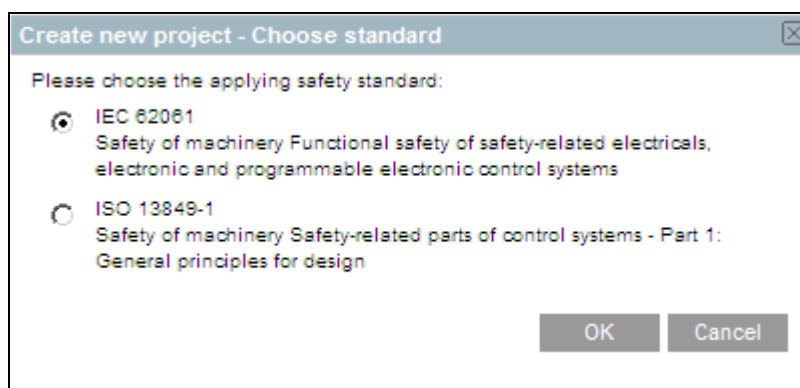 Create new project - Choose standard
Please choose the applying safety standard:
IEC 62061
Safety of machinery Functional safety of safety-related electricals,
electronic and programmable electronic control systems
ISO 13849-1
Safety of machinery Safety-related parts of control systems - Part 1:
General principles for design
OK Cancel